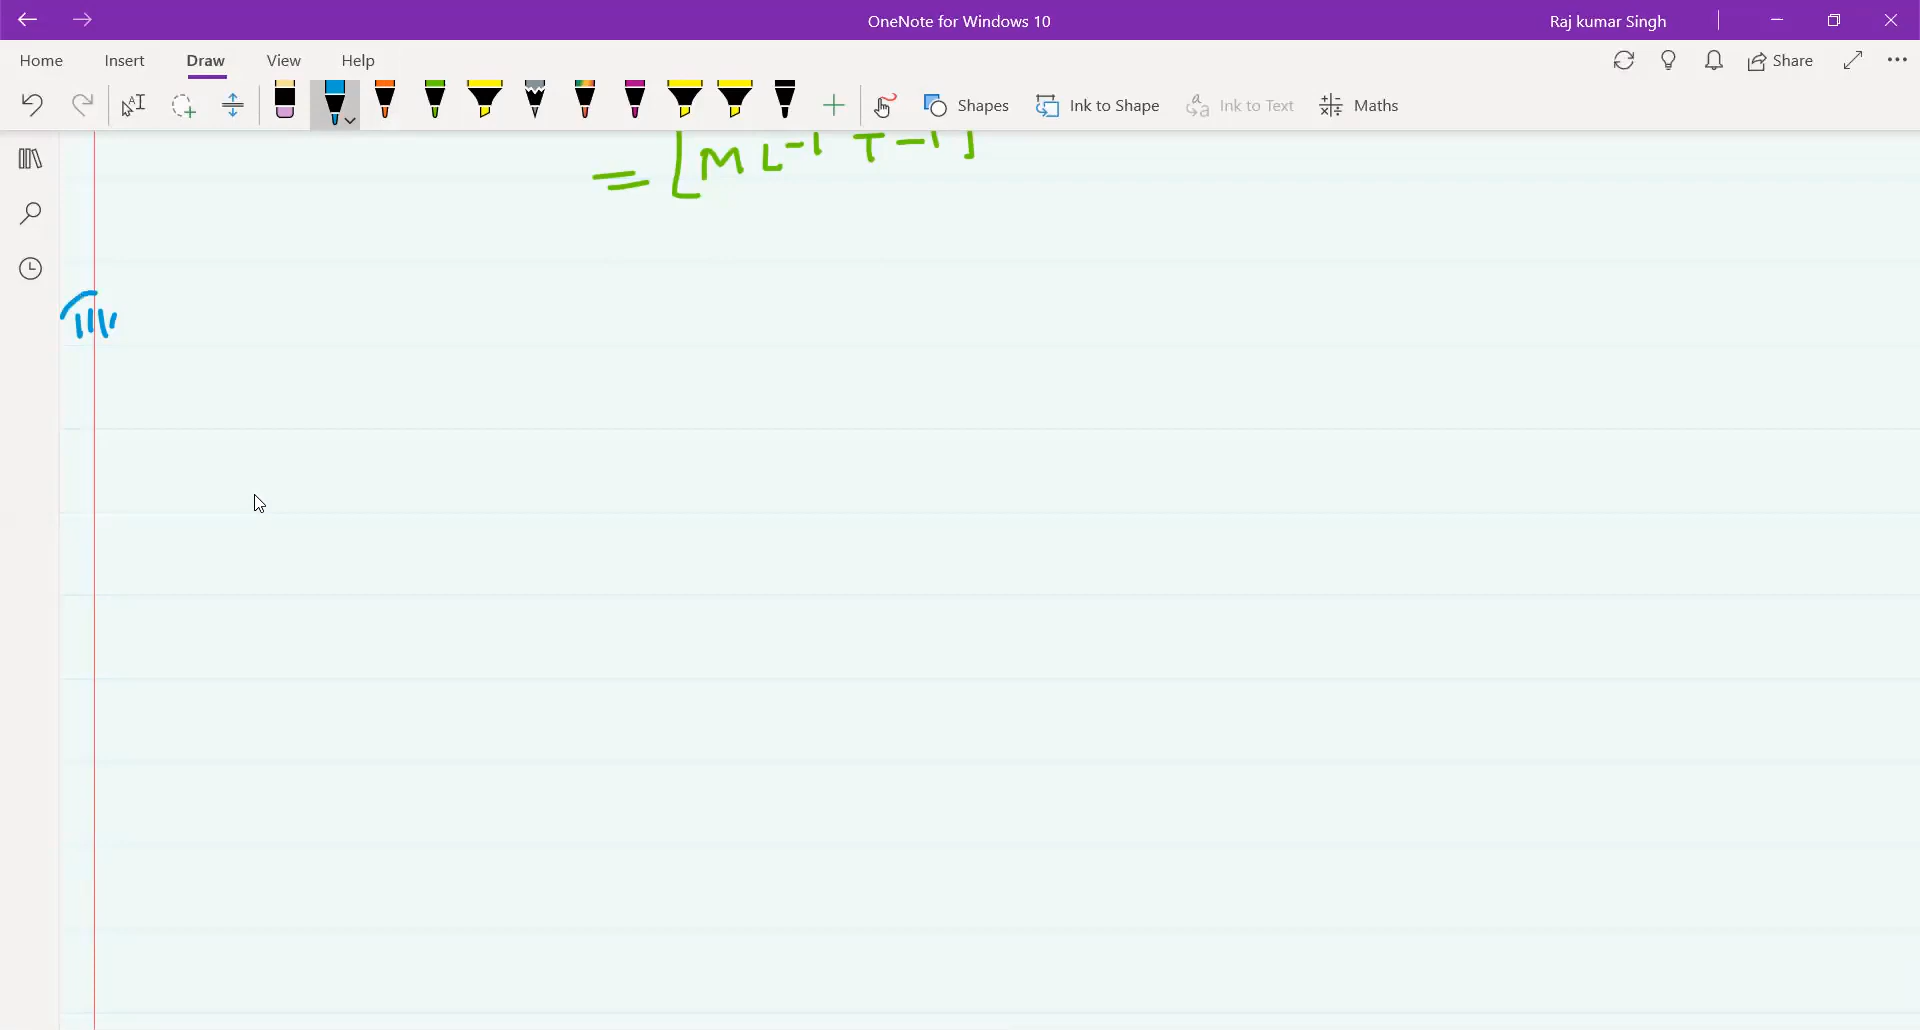 OneNote for Windows 10
Raj kumar Singh
Home Insert Draw View Help
Share
Shapes Ink to Shape Ink to Text Maths
= [M L⁻¹ T⁻¹]